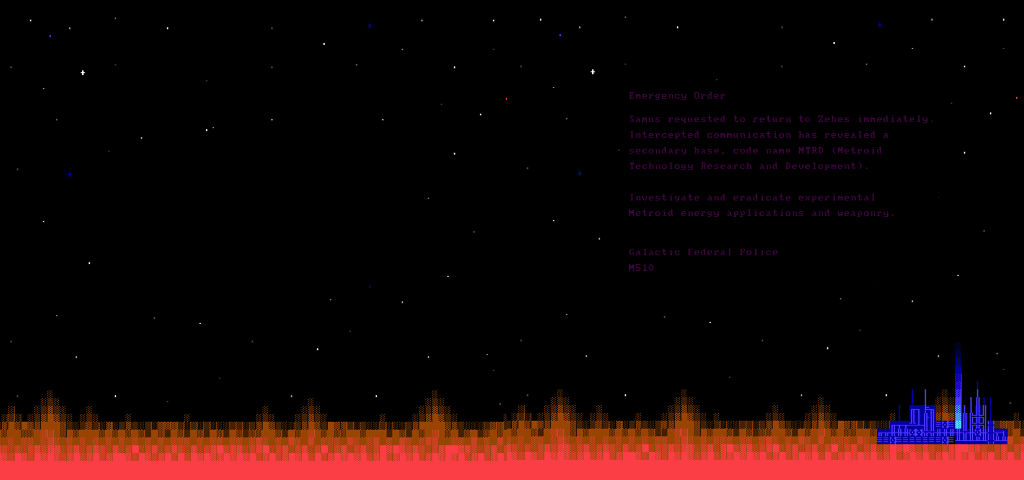 Emergency Order
Samus requested to return to Zebes immediately.
Intercepted communication has revealed a
secondary base, code name MTRD (Metroid
Technology Research and Development).
Investigate and eradicate experimental
Metroid energy applications and weaponry.
Galactic Federal Police
M510